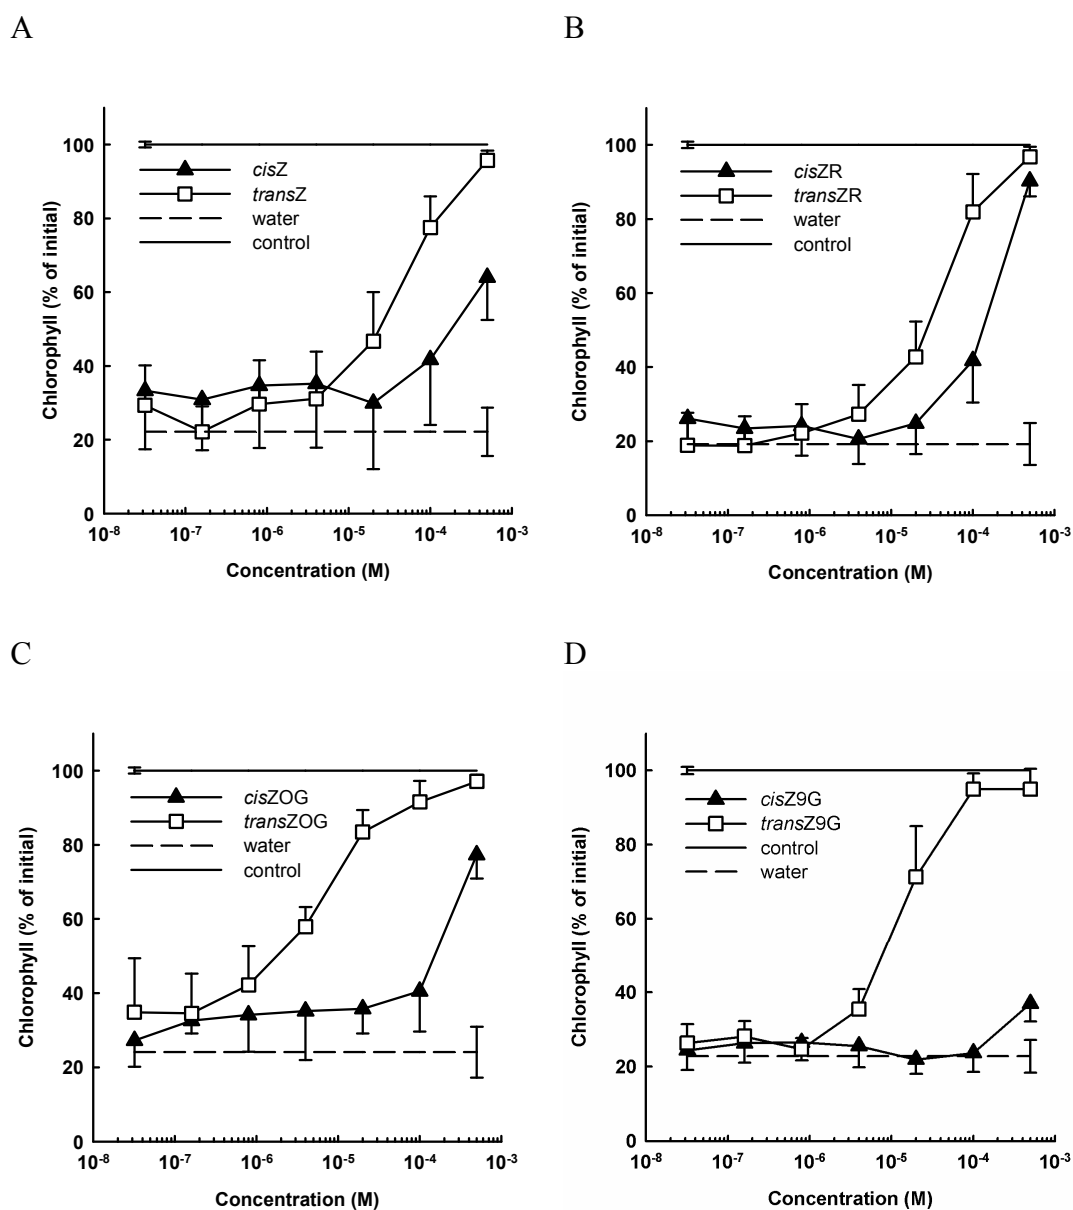 A
Chlorophyll (% of initial)
100
80
60
40
20
0
cisZ
transZ
water
control
10-8 10-7 10-6 10-5 10-4 10-3
Concentration (M)
B
Chlorophyll (% of initial)
100
80
60
40
20
0
cisZR
transZR
water
control
10-8 10-7 10-6 10-5 10-4 10-3
Concentration (M)
C
Chlorophyll (% of initial)
100
80
60
40
20
0
cisZOG
transZOG
water
control
10-8 10-7 10-6 10-5 10-4 10-3
Concentration (M)
D
Chlorophyll (% of initial)
100
80
60
40
20
0
cisZ9G
transZ9G
control
water
10-8 10-7 10-6 10-5 10-4 10-3
Concentration (M)